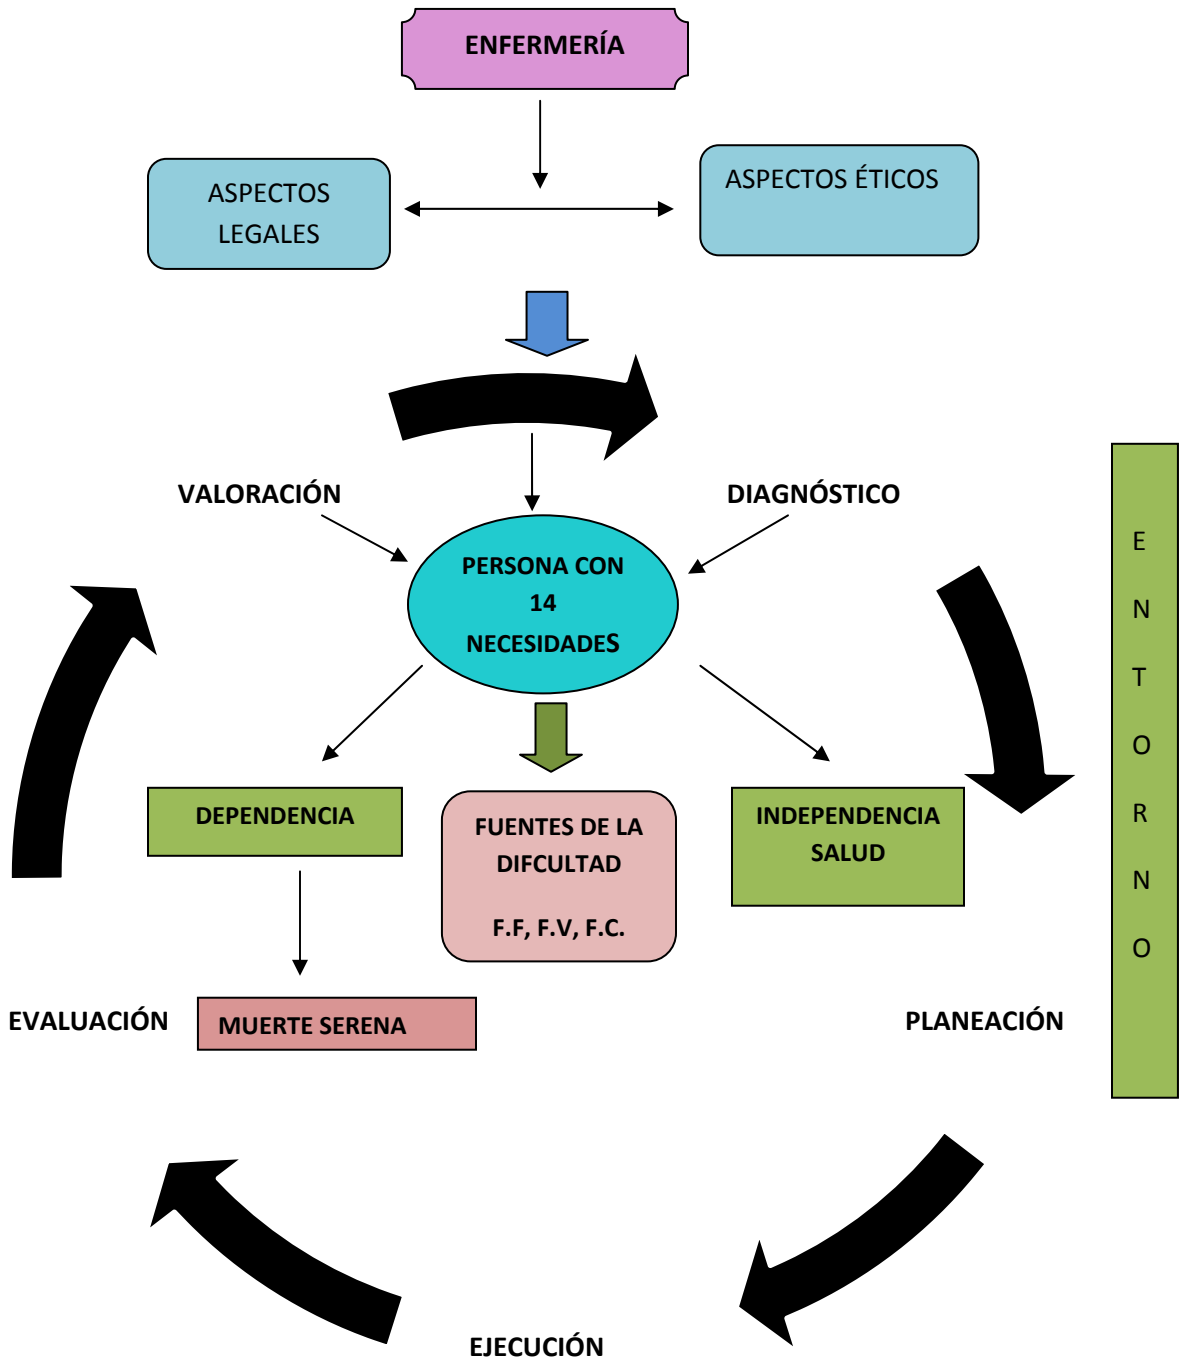 ENFERMERÍA
ASPECTOS
LEGALES
ASPECTOS ÉTICOS
VALORACIÓN
DIAGNÓSTICO
PERSONA CON
14
NECESIDADES
E
N
T
O
R
N
O
DEPENDENCIA
FUENTES DE LA
DIFCULTAD
F.F, F.V, F.C.
INDEPENDENCIA
SALUD
EVALUACIÓN
MUERTE SERENA
PLANEACIÓN
EJECUCIÓN